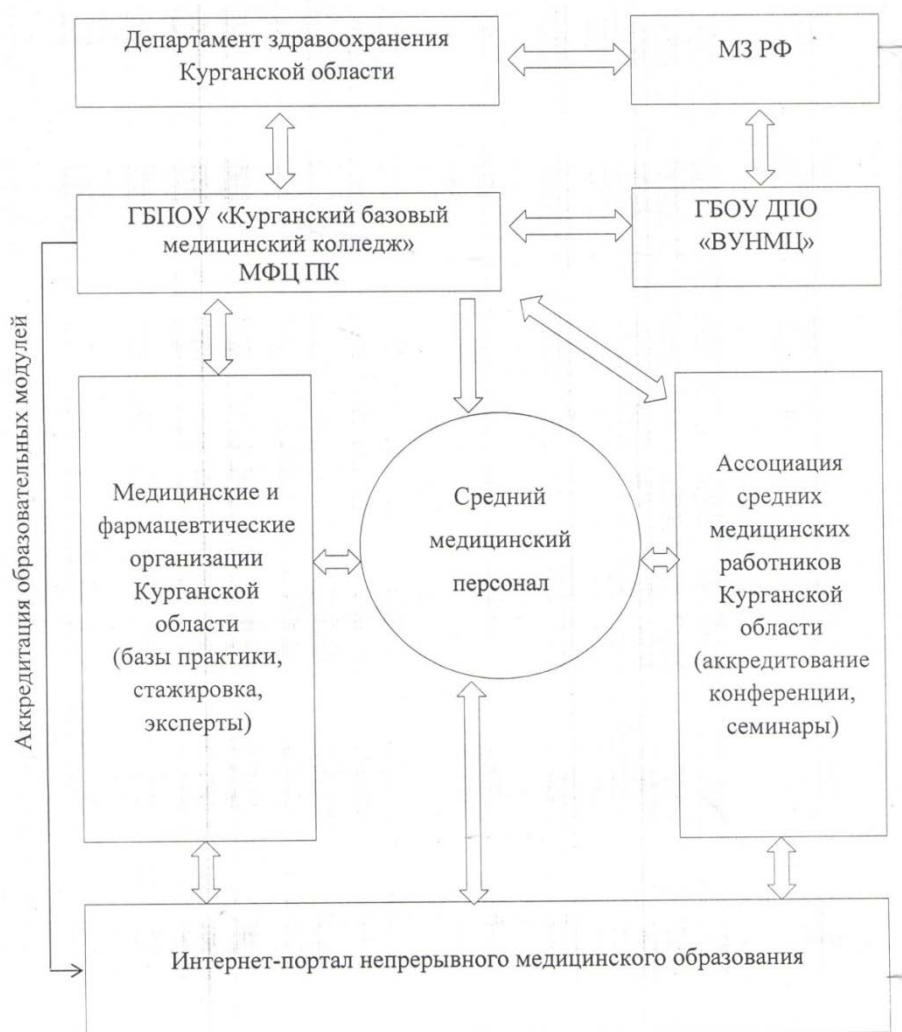 Департамент здравоохранения
Курганской области
МЗ РФ
ГБПОУ «Курганский базовый
медицинский колледж»
МФЦ ПК
ГБОУ ДПО
«ВУНМЦ»
Аккредитация образовательных модулей
Медицинские и
фармацевтические
организации
Курганской
области
(базы практики,
стажировка,
эксперты)
Средний
медицинский
персонал
Ассоциация
средних
медицинских
работников
Курганской
области
(аккредитование
конференции,
семинары)
Интернет-портал непрерывного медицинского образования